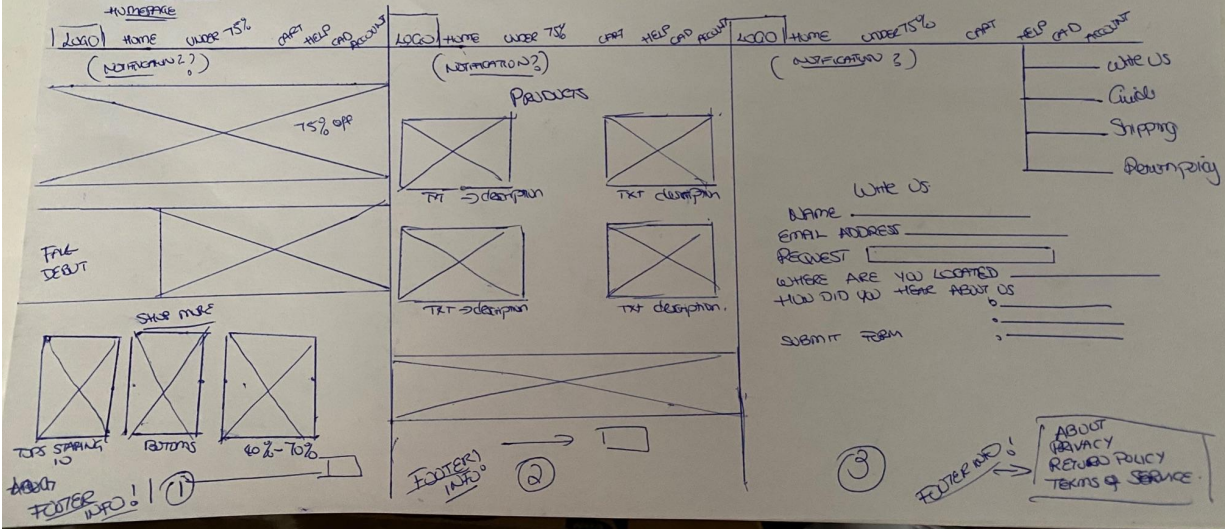 HOMEPAGE
LOGO HOME UNDER 75% CART HELP CAD ACCOUNT
(NOTIFICATION??)
75% OFF
FALL
DEBUT
SHOP MORE
TOPS STARING
10
BOTTOMS
40%-70%
FOOTER
INFO! 1
LOGO HOME UNDER 75% CART HELP CAD ACCOUNT
(NOTIFICATION?)
PRODUCTS
TXT → description
TXT description
TXT → description
TXT description.
FOOTER!
INFO! 2
LOGO HOME UNDER 75% CART HELP CAD ACCOUNT
(NOTIFICATION?)
Write US
Guide
Shipping
Return policy
Write US
NAME
EMAIL ADDRESS
REQUEST
WHERE ARE YOU LOCATED
HOW DID YOU HEAR ABOUT US
SUBMIT FORM
3
FOOTER INFO!
ABOUT
PRIVACY
RETURN POLICY
TERMS of SERVICE.